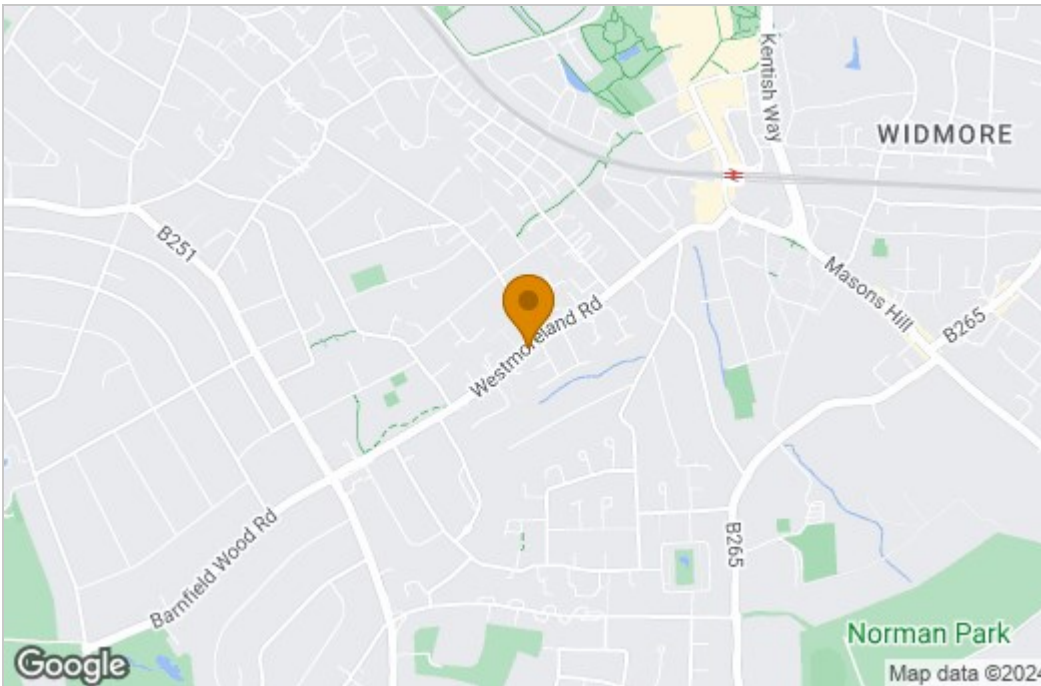 Kentish Way
WIDMORE
B251
Masons Hill
B265
Westmoreland Rd
B265
Barnfield Wood Rd
Norman Park
Google
Map data ©2024